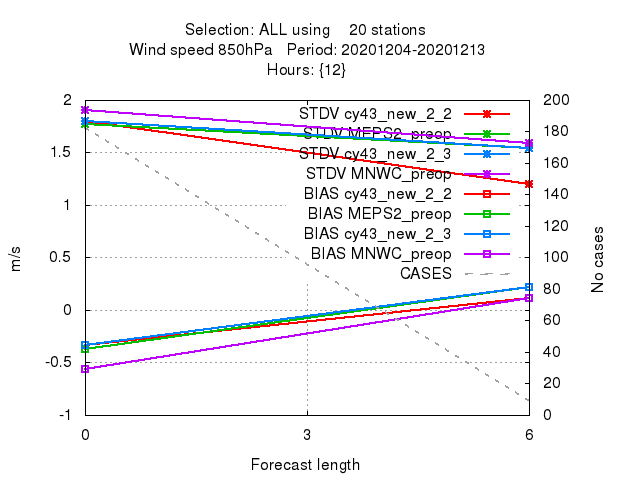 Selection: ALL using 20 stations
Wind speed 850hPa Period: 20201204-20201213
Hours: {12}
2
1.5
1
0.5
0
-0.5
-1
m/s
200
180
160
140
120
100
80
60
40
20
0
No cases
STDV cy43_new_2_2
STDV MEPS2_preop
STDV cy43_new_2_3
STDV MNWC_preop
BIAS cy43_new_2_2
BIAS MEPS2_preop
BIAS cy43_new_2_3
BIAS MNWC_preop
CASES
0 3 6
Forecast length